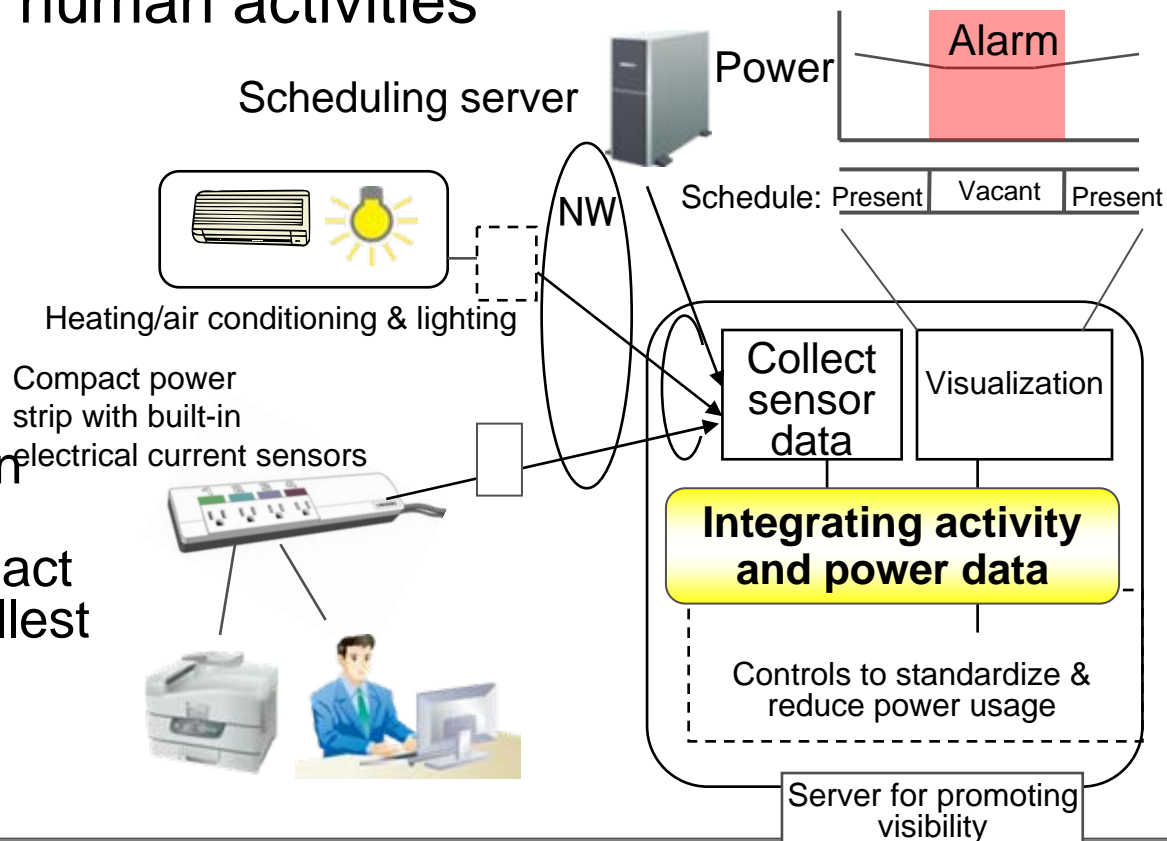 human activities
Alarm
Power
Scheduling server
Schedule:
Present
Vacant
Present
NW
Heating/air conditioning & lighting
Compact power
strip with built-in
electrical current sensors
n
act
llest
Collect
sensor
data
Visualization
Integrating activity
and power data
Controls to standardize &
reduce power usage
Server for promoting
visibility